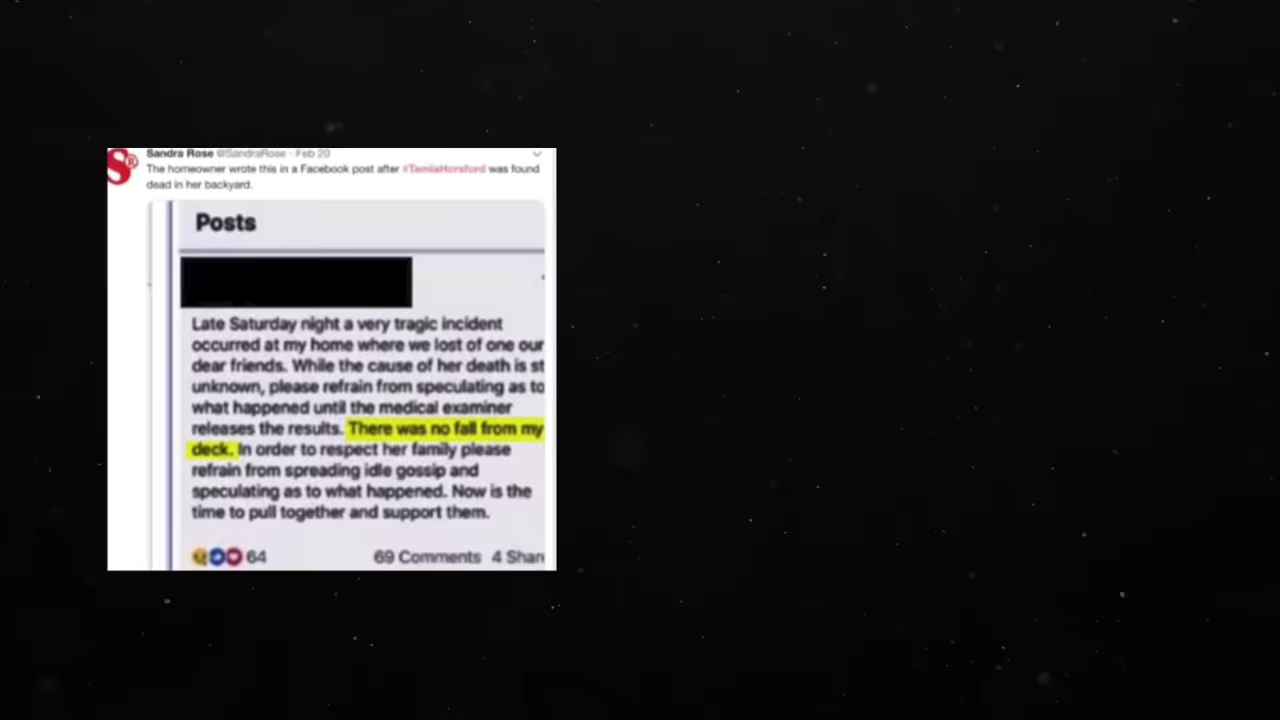 S®
Sandra Rose @SandraRose · Feb 20
The homeowner wrote this in a Facebook post after #TamlaHorsford was found
dead in her backyard.
Posts
Late Saturday night a very tragic incident
occurred at my home where we lost of one our
dear friends. While the cause of her death is st
unknown, please refrain from speculating as to
what happened until the medical examiner
releases the results. There was no fall from my
deck. In order to respect her family please
refrain from spreading idle gossip and
speculating as to what happened. Now is the
time to pull together and support them.
64 69 Comments 4 Shar